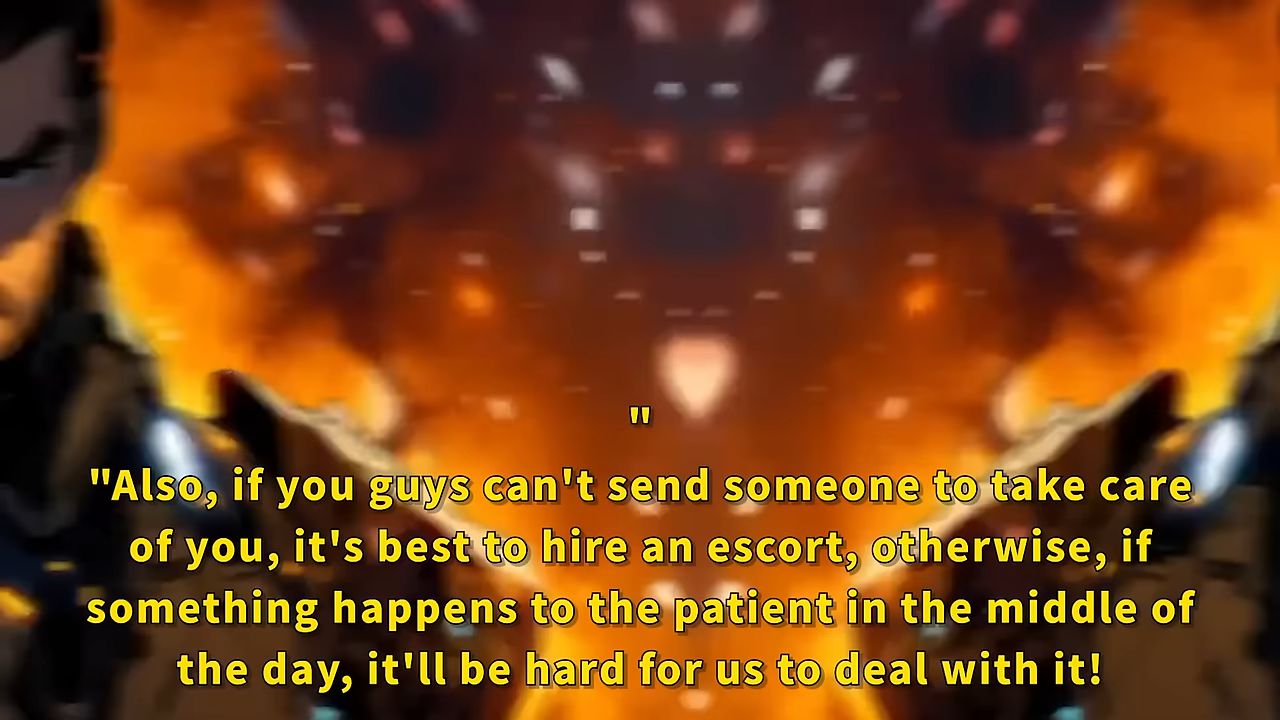 "
"Also, if you guys can't send someone to take care
of you, it's best to hire an escort, otherwise, if
something happens to the patient in the middle of
the day, it'll be hard for us to deal with it!